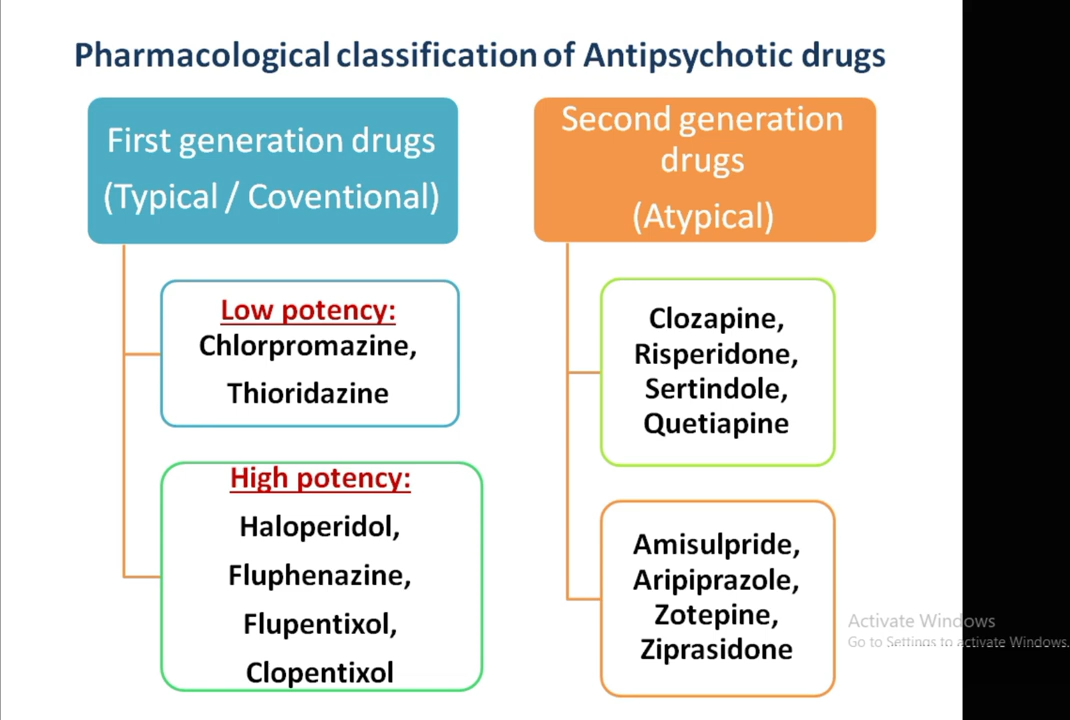 Pharmacological classification of Antipsychotic drugs
First generation drugs
(Typical / Coventional)
Low potency:
Chlorpromazine,
Thioridazine
High potency:
Haloperidol,
Fluphenazine,
Flupentixol,
Clopentixol
Second generation
drugs
(Atypical)
Clozapine,
Risperidone,
Sertindole,
Quetiapine
Amisulpride,
Aripiprazole,
Zotepine,
Ziprasidone
Activate Windows
Go to Settings to activate Windows.